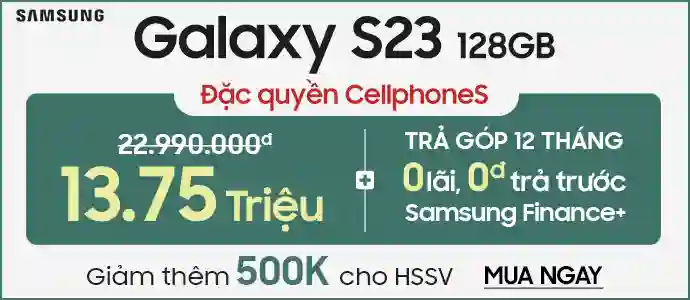 SAMSUNG
Galaxy S23 128GB
Đặc quyền CellphoneS
22.990.000đ
13.75 Triệu
TRẢ GÓP 12 THÁNG
0 lãi, 0đ trả trước
Samsung Finance+
Giảm thêm 500K cho HSSV MUA NGAY